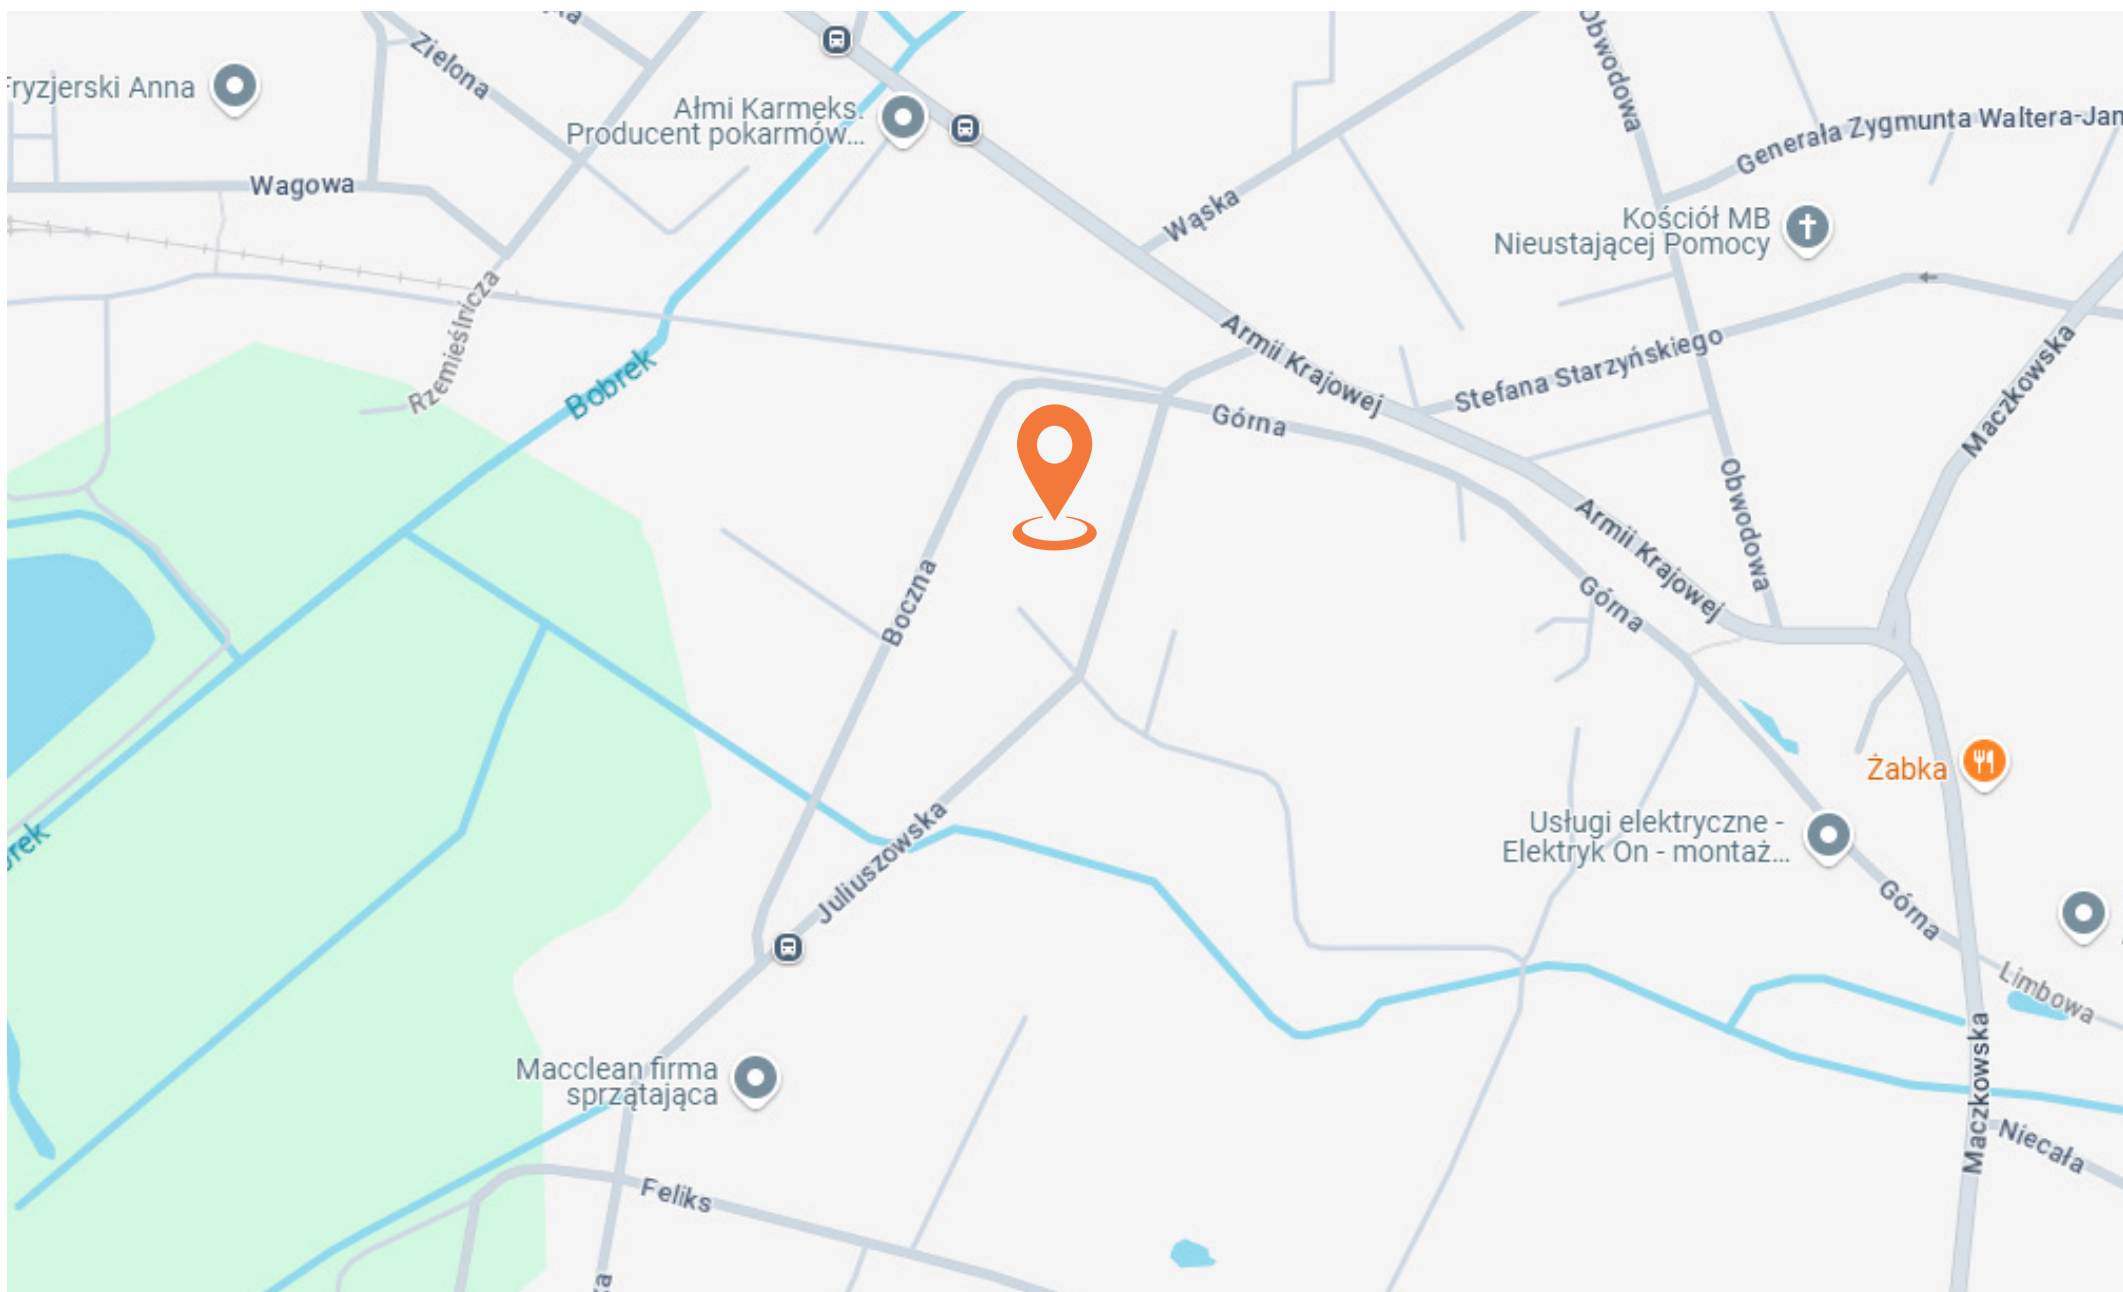 Zielona
Fryzjerski Anna
Ałmi Karmeks.
Producent pokarmów...
Wagowa
Obwodowa
Generała Zygmunta Waltera-Jan
Wąska
Kościół MB
Nieustającej Pomocy
Rzemieślnicza
Bobrek
Armii Krajowej
Stefana Starzyńskiego
Maczkowska
Górna
Obwodowa
Armii Krajowej
Boczna
Górna
Żabka
Usługi elektryczne -
Elektryk On - montaż...
Juliuszowska
Górna
Limbowa
Macclean firma
sprzątająca
Maczkowska
Niecała
Feliks